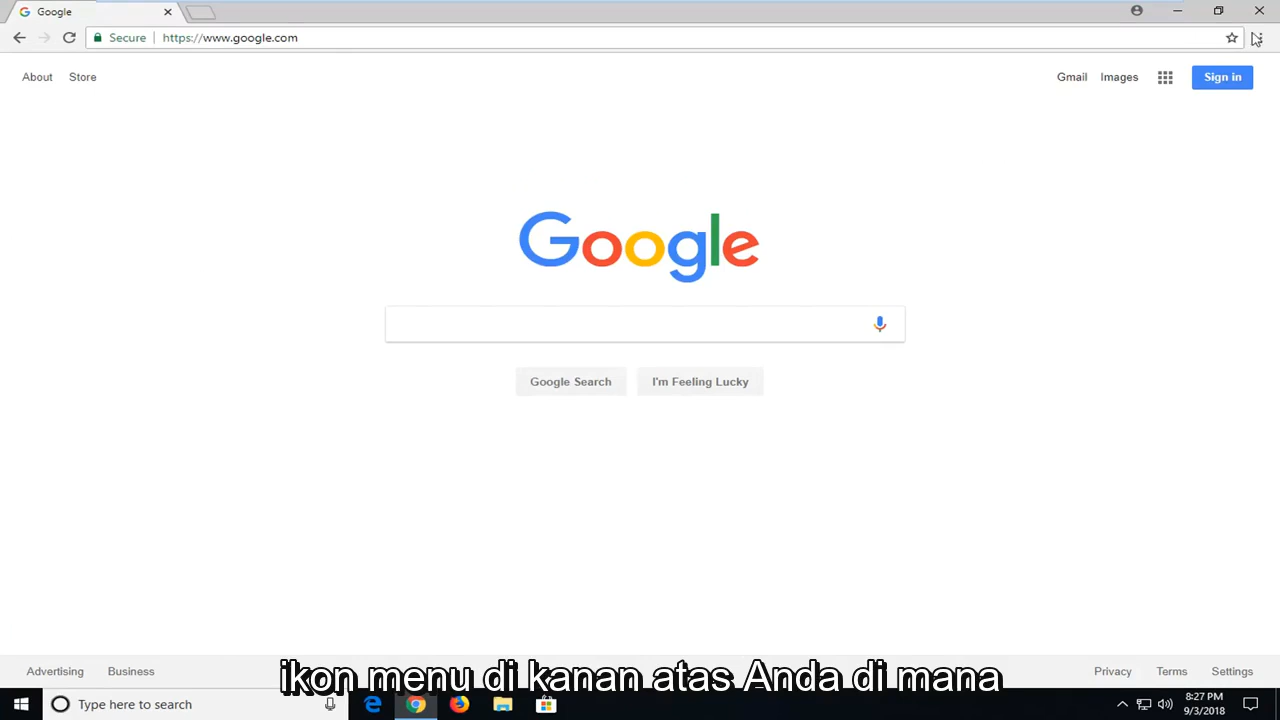 Google
Secure https://www.google.com
About Store Gmail Images Sign in
Google
Google Search I'm Feeling Lucky
Advertising Business Privacy Terms Settings
ikon menu di kanan atas Anda di mana
Type here to search 8:27 PM
9/3/2018